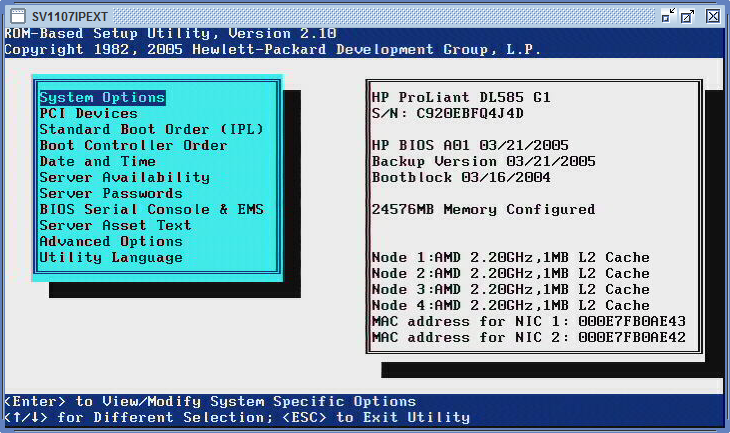 SV1107IPEXT
ROM-Based Setup Utility, Version 2.10
Copyright 1982, 2005 Hewlett-Packard Development Group, L.P.
System Options
PCI Devices
Standard Boot Order (IPL)
Boot Controller Order
Date and Time
Server Availability
Server Passwords
BIOS Serial Console & EMS
Server Asset Text
Advanced Options
Utility Language
HP ProLiant DL585 G1
S/N: C920EBFQ4J4D
HP BIOS A01 03/21/2005
Backup Version 03/21/2005
Bootblock 03/16/2004
24576MB Memory Configured
Node 1:AMD 2.20GHz,1MB L2 Cache
Node 2:AMD 2.20GHz,1MB L2 Cache
Node 3:AMD 2.20GHz,1MB L2 Cache
Node 4:AMD 2.20GHz,1MB L2 Cache
MAC address for NIC 1: 000E7FB0AE43
MAC address for NIC 2: 000E7FB0AE42
<Enter> to View/Modify System Specific Options
<↑/↓> for Different Selection; <ESC> to Exit Utility